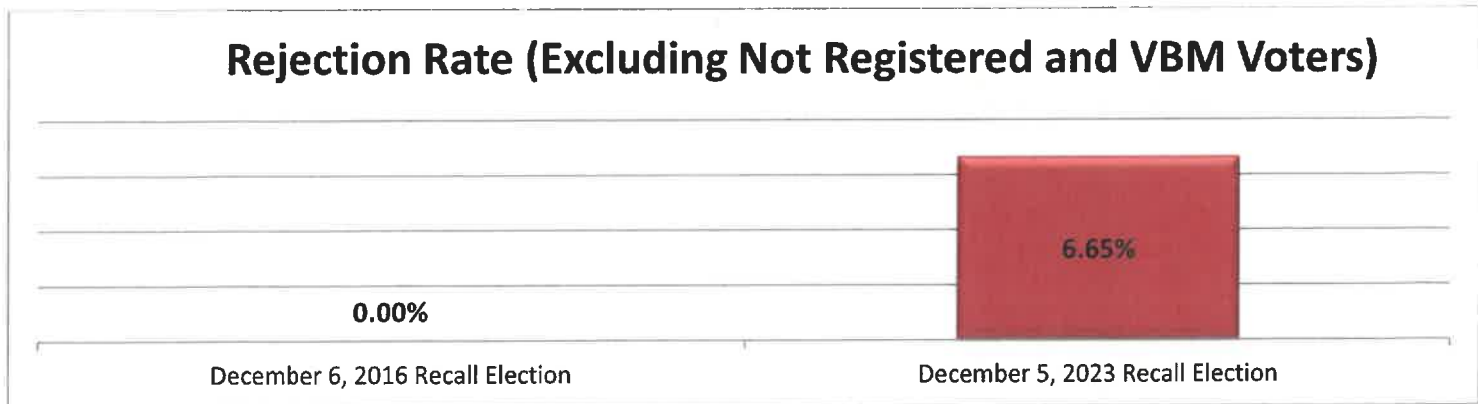 Rejection Rate (Excluding Not Registered and VBM Voters)
6.65%
0.00%
December 6, 2016 Recall Election
December 5, 2023 Recall Election